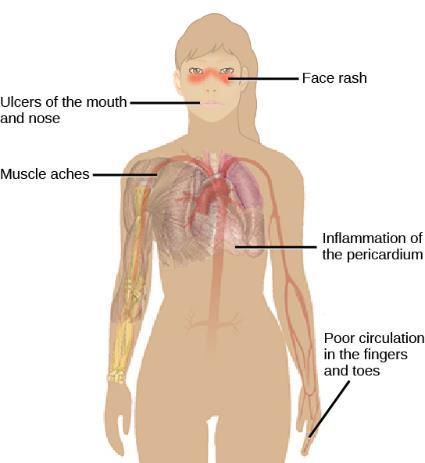 Face rash
Ulcers of the mouth
and nose
Muscle aches
Inflammation of
the pericardium
Poor circulation
in the fingers
and toes